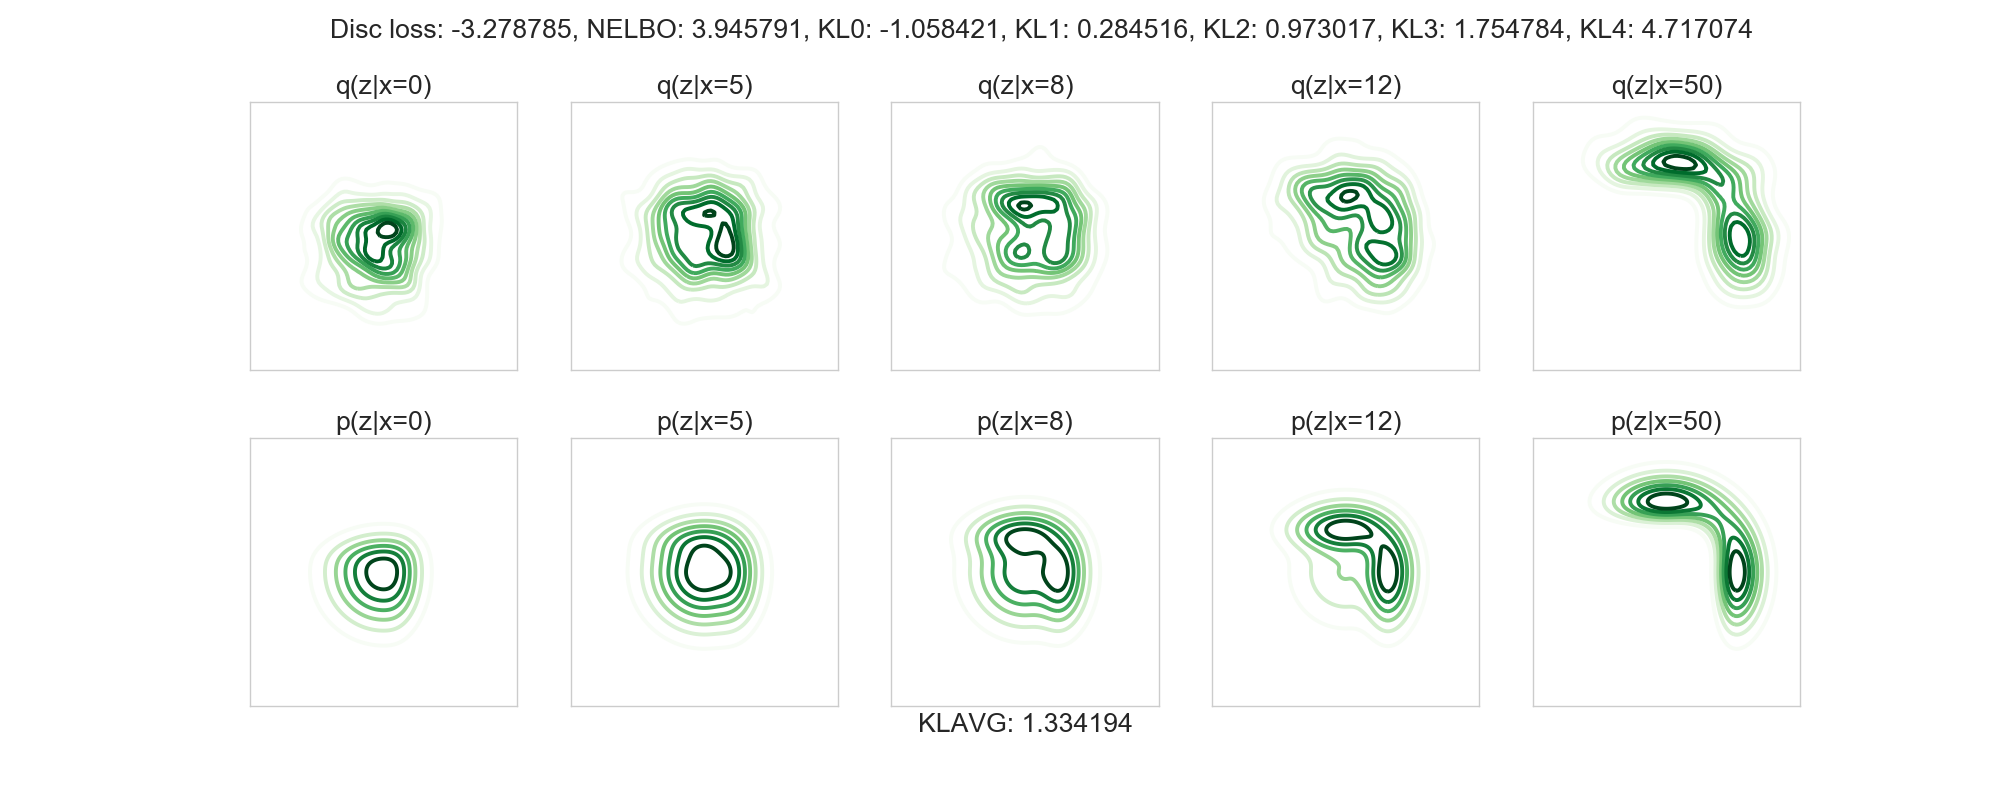 Disc loss: -3.278785, NELBO: 3.945791, KL0: -1.058421, KL1: 0.284516, KL2: 0.973017, KL3: 1.754784, KL4: 4.717074
q(z|x=0) q(z|x=5) q(z|x=8) q(z|x=12) q(z|x=50)
p(z|x=0) p(z|x=5) p(z|x=8) p(z|x=12) p(z|x=50)
KLAVG: 1.334194